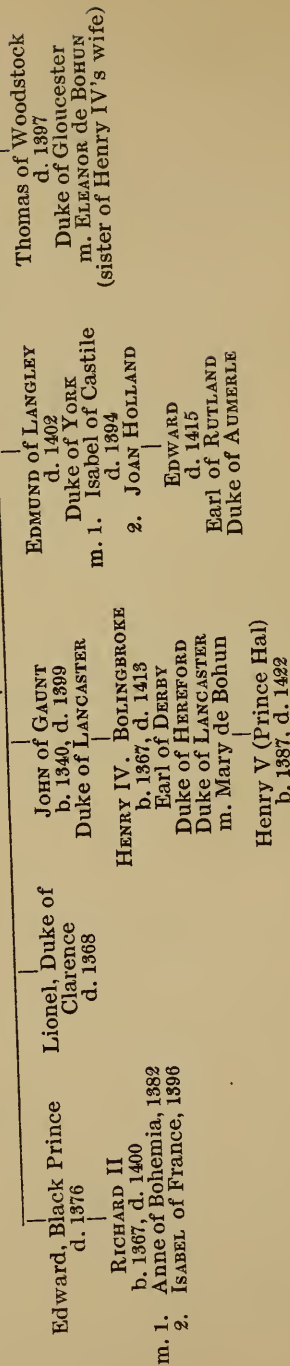 Edward, Black Prince
d. 1376
RICHARD II
b. 1367, d. 1400
m. 1. Anne of Bohemia, 1382
2. ISABEL of France, 1396
Lionel, Duke of
Clarence
d. 1368
JOHN of GAUNT
b. 1340, d. 1399
Duke of LANCASTER
HENRY IV. BOLINGBROKE
b. 1367, d. 1413
Earl of DERBY
Duke of HEREFORD
Duke of LANCASTER
m. Mary de Bohun
Henry V (Prince Hal)
b. 1387, d. 1422
EDMUND of LANGLEY
d. 1402
Duke of YORK
m. 1. Isabel of Castile
d. 1394
2. JOAN HOLLAND
EDWARD
d. 1415
Earl of RUTLAND
Duke of AUMERLE
Thomas of Woodstock
d. 1397
Duke of Gloucester
m. ELEANOR de BOHUN
(sister of Henry IV's wife)